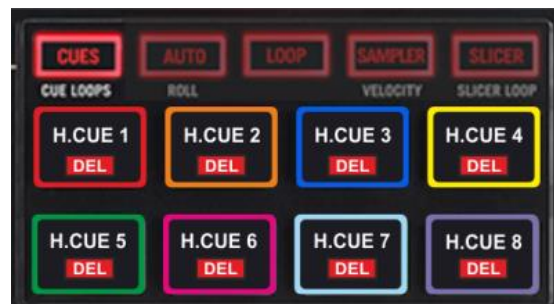 CUES AUTO LOOP SAMPLER SLICER
CUE LOOPS ROLL VELOCITY SLICER LOOP
H.CUE 1 H.CUE 2 H.CUE 3 H.CUE 4
DEL DEL DEL DEL
H.CUE 5 H.CUE 6 H.CUE 7 H.CUE 8
DEL DEL DEL DEL